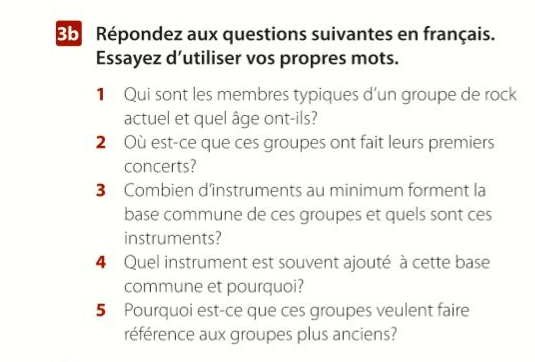 3b Répondez aux questions suivantes en français.
Essayez d'utiliser vos propres mots.
1 Qui sont les membres typiques d'un groupe de rock
actuel et quel âge ont-ils?
2 Où est-ce que ces groupes ont fait leurs premiers
concerts?
3 Combien d'instruments au minimum forment la
base commune de ces groupes et quels sont ces
instruments?
4 Quel instrument est souvent ajouté à cette base
commune et pourquoi?
5 Pourquoi est-ce que ces groupes veulent faire
référence aux groupes plus anciens?